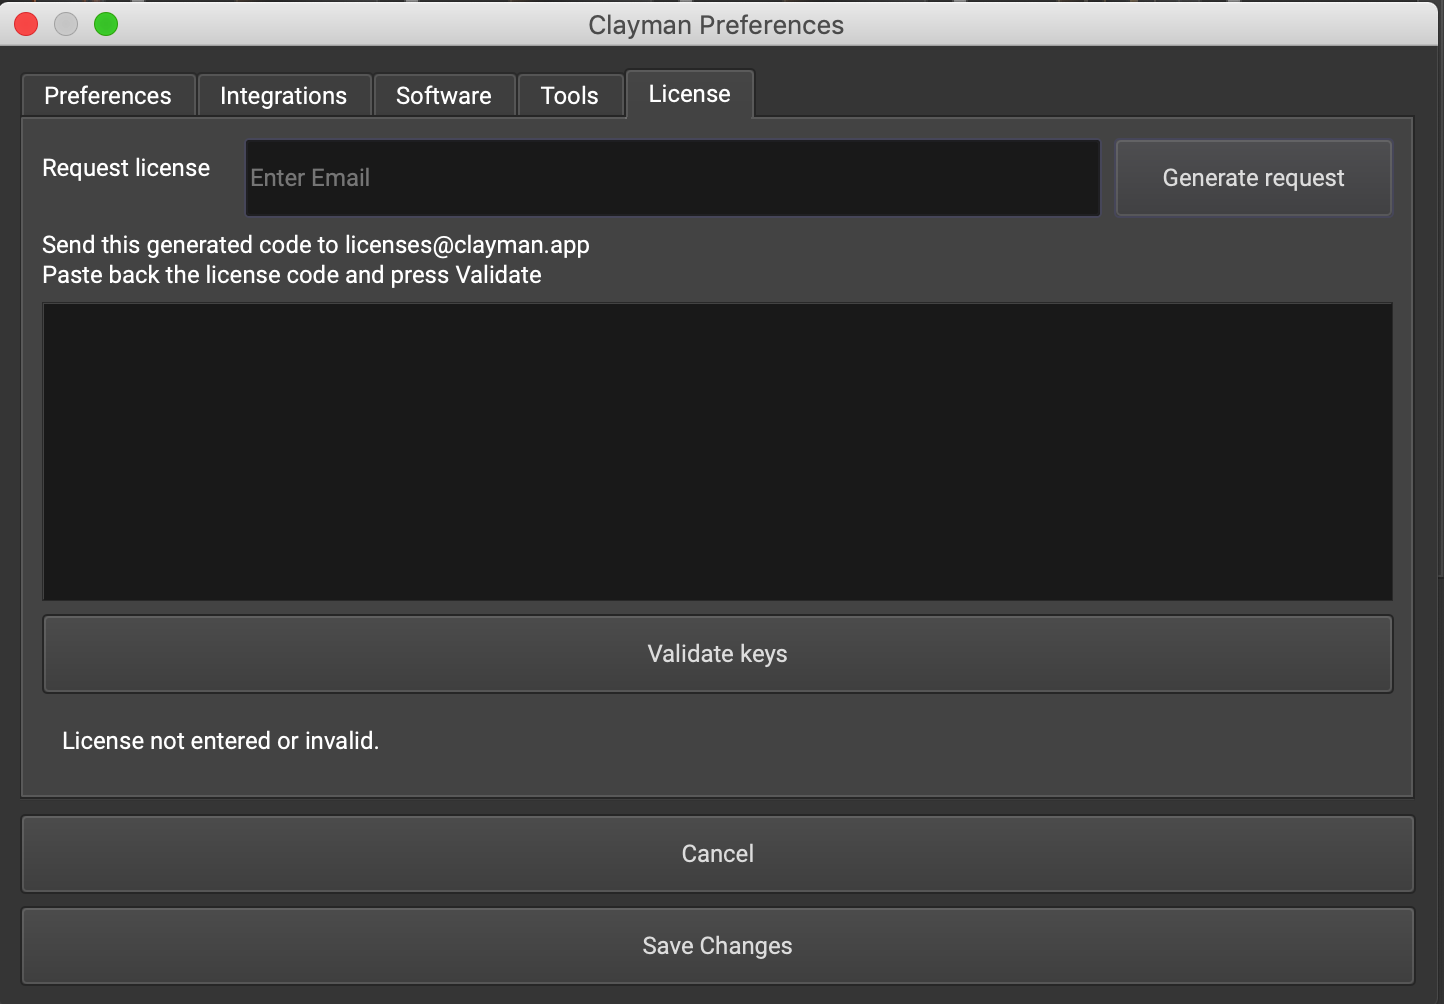 Clayman Preferences
Preferences
Integrations
Software
Tools
License
Request license
Enter Email
Generate request
Send this generated code to licenses@clayman.app
Paste back the license code and press Validate
Validate keys
License not entered or invalid.
Cancel
Save Changes